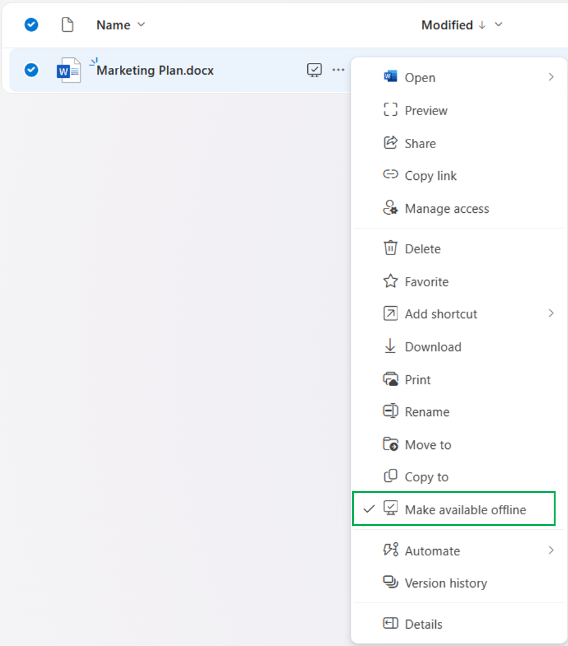 Name
Modified
W
Marketing Plan.docx
Open
Preview
Share
Copy link
Manage access
Delete
Favorite
Add shortcut
Download
Print
Rename
Move to
Copy to
Make available offline
Automate
Version history
Details